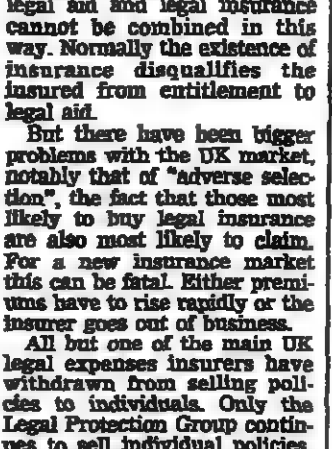 legal aid and legal insurance
cannot be combined in this
way. Normally the existence of
insurance disqualifies the
insured from entitlement to
legal aid.
But there have been bigger
problems with the UK market,
notably that of "adverse selec-
tion", the fact that those most
likely to buy legal insurance
are also most likely to claim.
For a new insurance market
this can be fatal. Either premi-
ums have to rise rapidly or the
insurer goes out of business.
All but one of the main UK
legal expenses insurers have
withdrawn from selling poli-
cies to individuals. Only the
Legal Protection Group contin-
ues to sell individual policies,